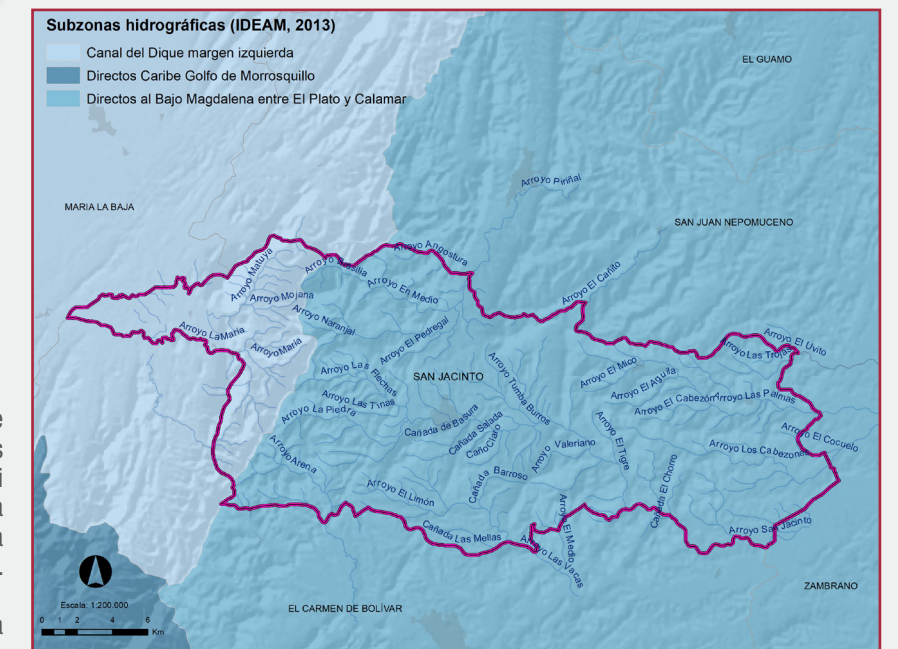 Subzonas hidrográficas (IDEAM, 2013)
Canal del Dique margen izquierda
Directos Caribe Golfo de Morrosquillo
Directos al Bajo Magdalena entre El Plato y Calamar
EL GUAMO
Arroyo Piriñal
MARIA LA BAJA
SAN JUAN NEPOMUCENO
Arroyo Angostura
Arroyo Matuya
Arroyo Brasilia
Arroyo En Medio
Arroyo El Cañito
Arroyo Mojana
Arroyo Naranjal
Arroyo La Maria
Arroyo El Pedregal
Arroyo El Uvito
Arroyo Maria
Arroyo Las Trojas
Arroyo Las Flechas
SAN JACINTO
Arroyo Tumba Burros
Arroyo El Mico
Arroyo El Aguila
Arroyo Las Tinas
Arroyo El Cabezón
Arroyo Las Palmas
Arroyo La Piedra
Cañada de Basura
Cañada Salada
Caño Claro
Arroyo El Tigre
Arroyo El Cocuelo
Arroyo Arena
Arroyo Valeriano
Arroyo Los Cabezones
Cañada Barroso
Cañada El Chorro
Arroyo El Limón
Arroyo El Medio
Cañada Las Mellas
Arroyo San Jacinto
Arroyo Las Vacas
ZAMBRANO
EL CARMEN DE BOLÍVAR
Escala: 1:200.000
0 1 2 4 6
Km